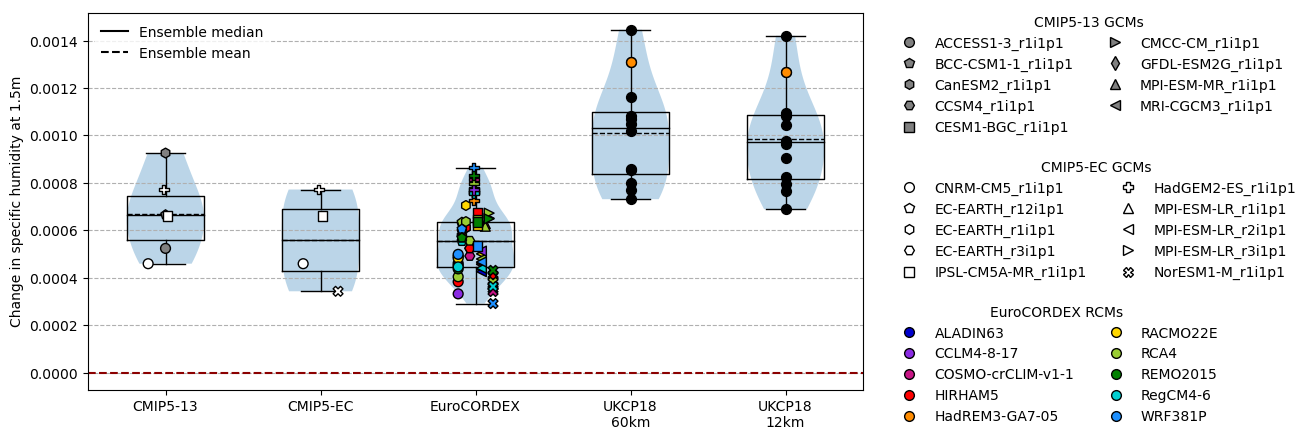 Change in specific humidity at 1.5m
0.0014
0.0012
0.0010
0.0008
0.0006
0.0004
0.0002
0.0000
Ensemble median
Ensemble mean
CMIP5-13
CMIP5-EC
EuroCORDEX
UKCP18
60km
UKCP18
12km
CMIP5-13 GCMs
ACCESS1-3_r1i1p1
BCC-CSM1-1_r1i1p1
CanESM2_r1i1p1
CCSM4_r1i1p1
CESM1-BGC_r1i1p1
CMCC-CM_r1i1p1
GFDL-ESM2G_r1i1p1
MPI-ESM-MR_r1i1p1
MRI-CGCM3_r1i1p1
CMIP5-EC GCMs
CNRM-CM5_r1i1p1
EC-EARTH_r12i1p1
EC-EARTH_r1i1p1
EC-EARTH_r3i1p1
IPSL-CM5A-MR_r1i1p1
HadGEM2-ES_r1i1p1
MPI-ESM-LR_r1i1p1
MPI-ESM-LR_r2i1p1
MPI-ESM-LR_r3i1p1
NorESM1-M_r1i1p1
EuroCORDEX RCMs
ALADIN63
CCLM4-8-17
COSMO-crCLIM-v1-1
HIRHAM5
HadREM3-GA7-05
RACMO22E
RCA4
REMO2015
RegCM4-6
WRF381P